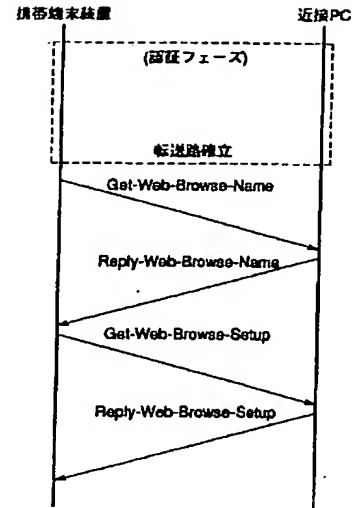 携帯端末装置
近接PC
(認証フェーズ)
転送路確立
Get-Web-Browse-Name
Reply-Web-Browse-Name
Get-Web-Browse-Setup
Reply-Web-Browse-Setup